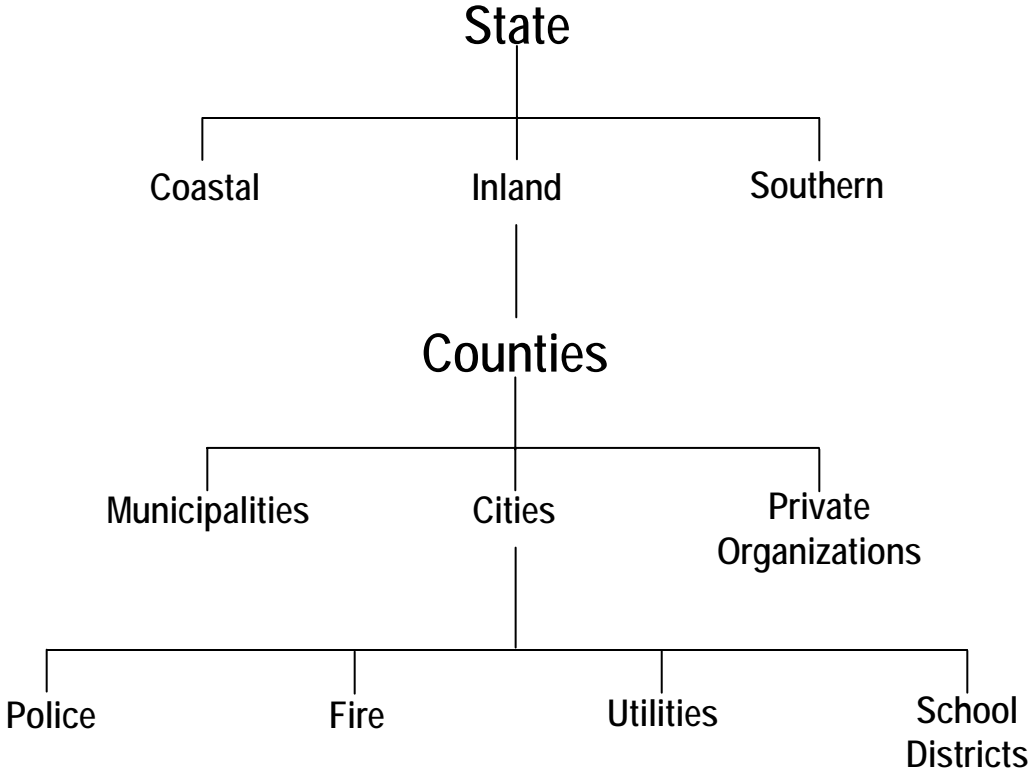 State
Coastal
Inland
Southern
Counties
Municipalities
Cities
Private
Organizations
Police
Fire
Utilities
School
Districts